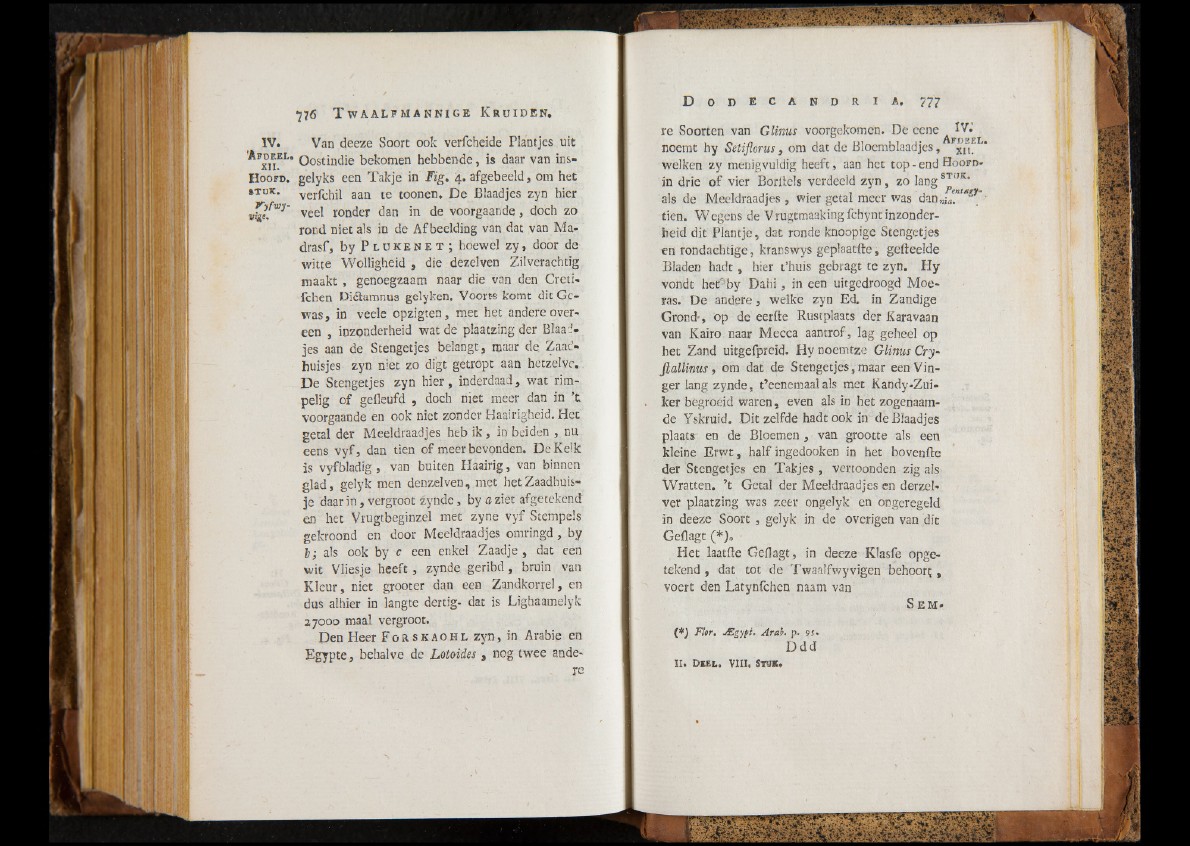 776 TWAALFMANNIGE KRUIDEN.
IV.
AFDEEL.
XII.
HOOFD-
STUK.
Vyfwy-
vige.
Van deeze Soort ook verscheide Plantjes uit
Oostindie bekomen hebbende, is daar van ins-
gelyks een Takje in Fig. 4. afgebeeld, om het
verschil aan te toonen. De Blaadjes zyn hier
veel ronder dan in de voorgaande, doch zo
rond niet als in de Afbeelding van dat van Ma-
drasf, by PLUKENET; hoewel zy, door de
witte Wolligheid, die dezelven Zilverachtig
maakt, genoegzaam naar die van den Creti-
schen Dictamnus gelyken. Voorts komt dit Ge-
was, in veele opzigten, met het andere over-
een, inzonderheid wat de plaatzing der Blaad-
jes aan de Stengetjes belangt, maar de Zaad-
huisjes zyn niet zo digt getropt aan hetzelve.
De Stengetjes zyn hier, inderdaad, wat rim-
pelig of gesleufd, doch niet meer dan in 't
voorgaande en ook niet zonder Haairigheid. Het
getal der Meeldraadjes heb ik, in beiden, nu
eens vyf, dan tien of meer bevonden. De Kelk
is vyfbladig, van buiten Haairig, van binnen
glad, gelyk men denzelven, met het Zaadhuis-
je daar in, vergroot zynde, by a ziet afgetekend
en het Vrugtbeginzel met zyne vyf Stempels
gekroond en door Meeldraadjes omringd, by
b; als ook by c een enkel Zaadje, dat een
wit Vliesje heeft, zynde geribd, bruin van
Kleur, niet grooter dan een Zandkorrel, en
dus alhier in langte dertig- dat is Lighaamelyk
27000 maal vergroot.
Den Heer FORSKAOHL zyn, in Arabie en
Egypte, behalve de Lotoides, nog twee ande-
re
DODECANDRIA. 777
re Soorten van Glinus voorgekomen. De eene
noemt hy Setiflorus, om dat de Bloemblaadjes,
welken zy menigvuldig heeft, aan het top-end
in drie of vier Borstels verdeeld zyn, zo lang
als de Meeldraadjes, wier getal meer was dan
tien. Wegens de Vrugtmaaking schynt inzonder-
heid dit Plantje, dat ronde knoopige Stengetjes
en rondachtige, kranswys geplaatste, gesteelde
Bladen hadt, hier t'huis gebragt te zyn. Hy
vondt het by Dahi, in een uitgedroogd Moe-
ras. De andere, welke zyn Ed. in Zandige
Grond, op de eerste Rustplaats der Karavaan
van Kairo naar Mecca aantrof, lag geheel op
het Zand uitgespreid. Hy noemt ze Glinus Cry-
stallinus, om dat de Stengetjes, maar een Vin-
ger lang zynde, t'eenemaal als met Kandy-Zui-
ker begroeid waren, even als in het zogenaam-
de Yskruid. Dit zelfde hadt ook in de Blaadjes
plaats en de Bloemen, van grootte als een
kleine Erwt, half ingedooken in het bovenste
der Stengetjes en Takjes, vertoonden zig als
Wratten. 't Getal der Meeldraadjes en derzel-
ver plaatzing was zeer ongelyk en ongeregeld
in deeze Soort, gelyk in de overigen van dit
Geslagt (*).
Het laatste Geslagt, in deeze Klasse opge-
tekend, dat tot de Twaalfwyvigen behoort,
voert den Latynschen naam van
SEM-
IV.
AFDEEL.
XII.
HOOFD-
STUK.
Pentagy-
nia.
(*) Flor. Ægypt. Arab. p. 95.
Ddd
II. DEEL. VIII. STUK.